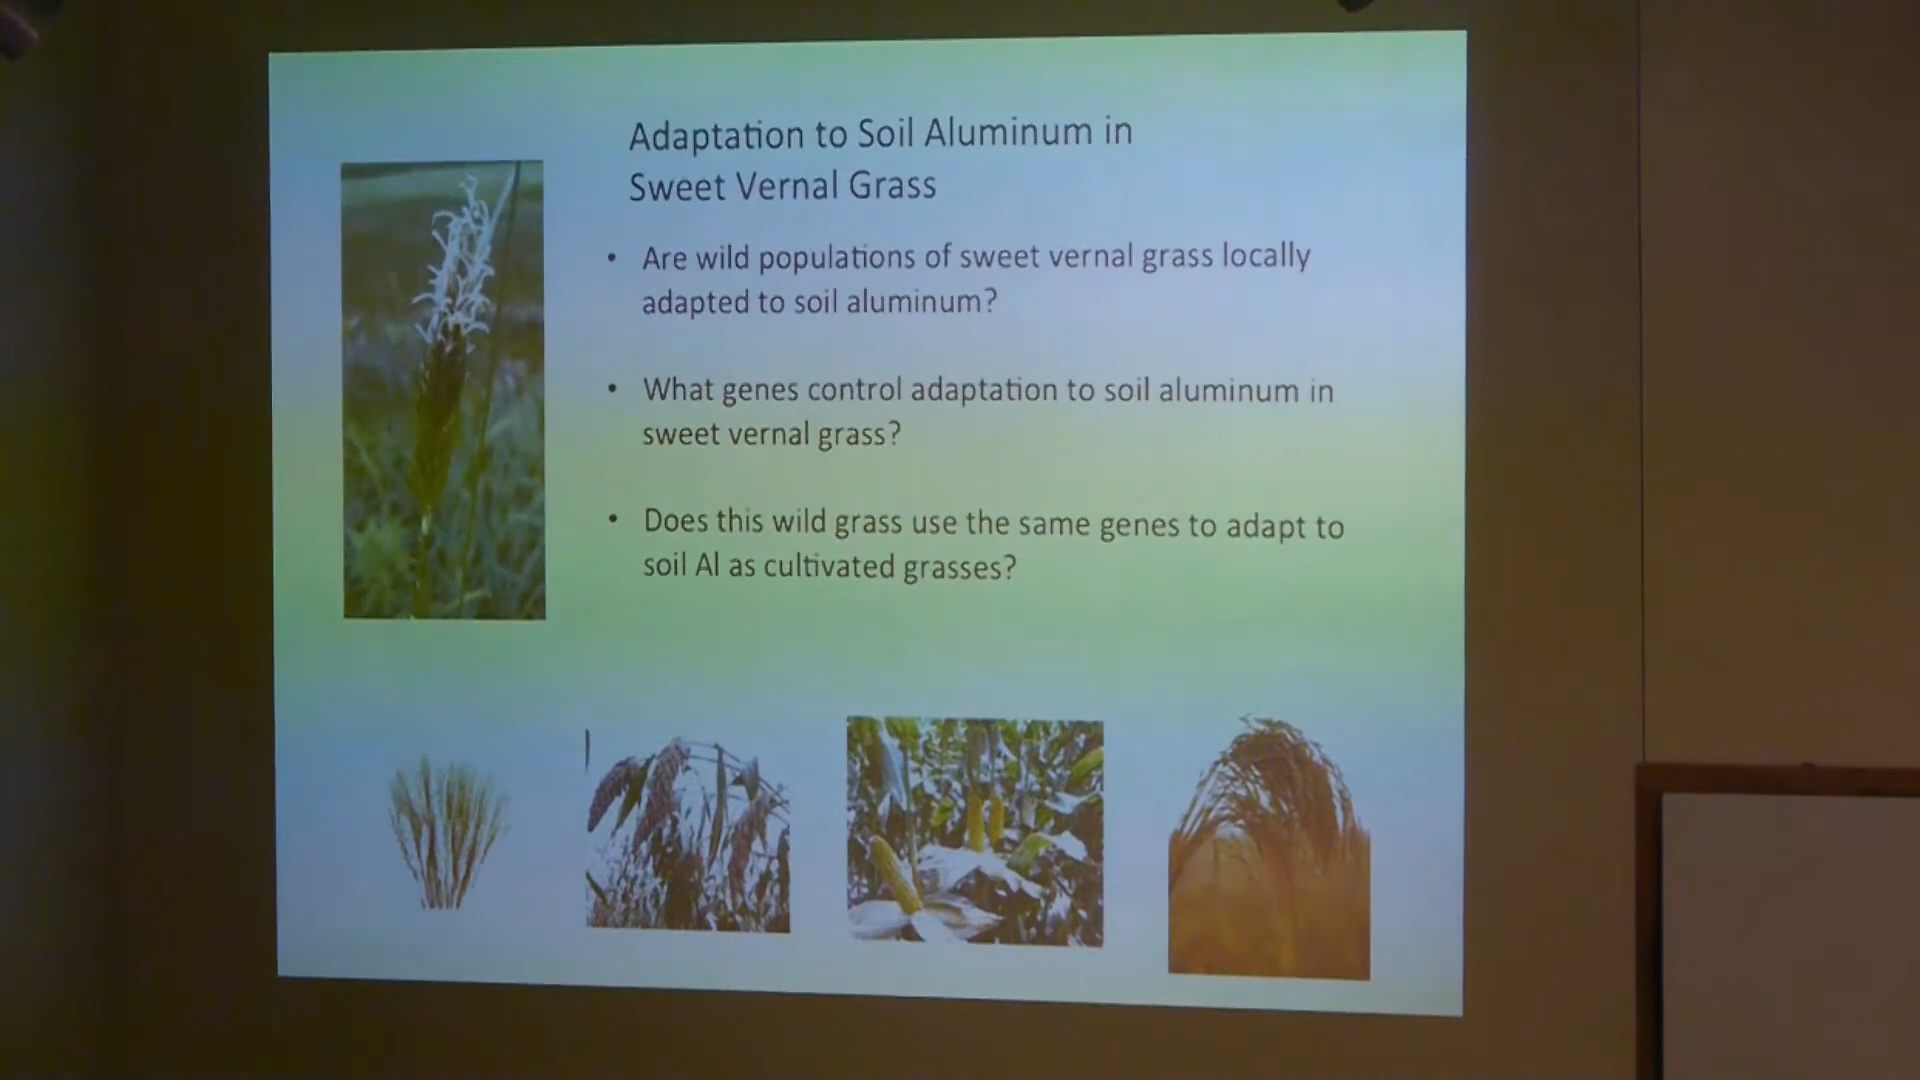 Adaptation to Soil Aluminum in
Sweet Vernal Grass
• Are wild populations of sweet vernal grass locally
adapted to soil aluminum?
• What genes control adaptation to soil aluminum in
sweet vernal grass?
• Does this wild grass use the same genes to adapt to
soil Al as cultivated grasses?